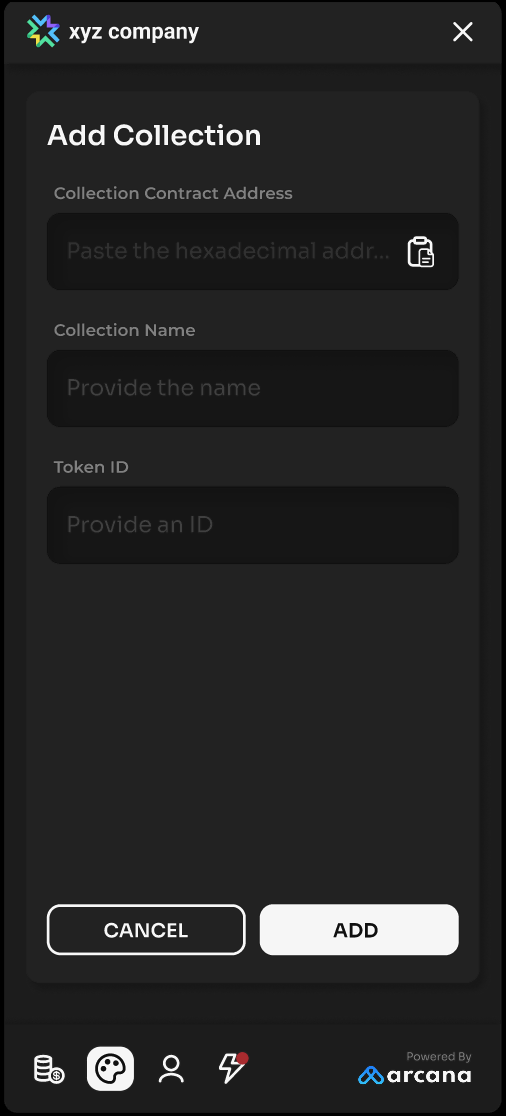 xyz company
Add Collection
Collection Contract Address
Paste the hexadecimal addr...
Collection Name
Provide the name
Token ID
Provide an ID
CANCEL
ADD
Powered By
arcana